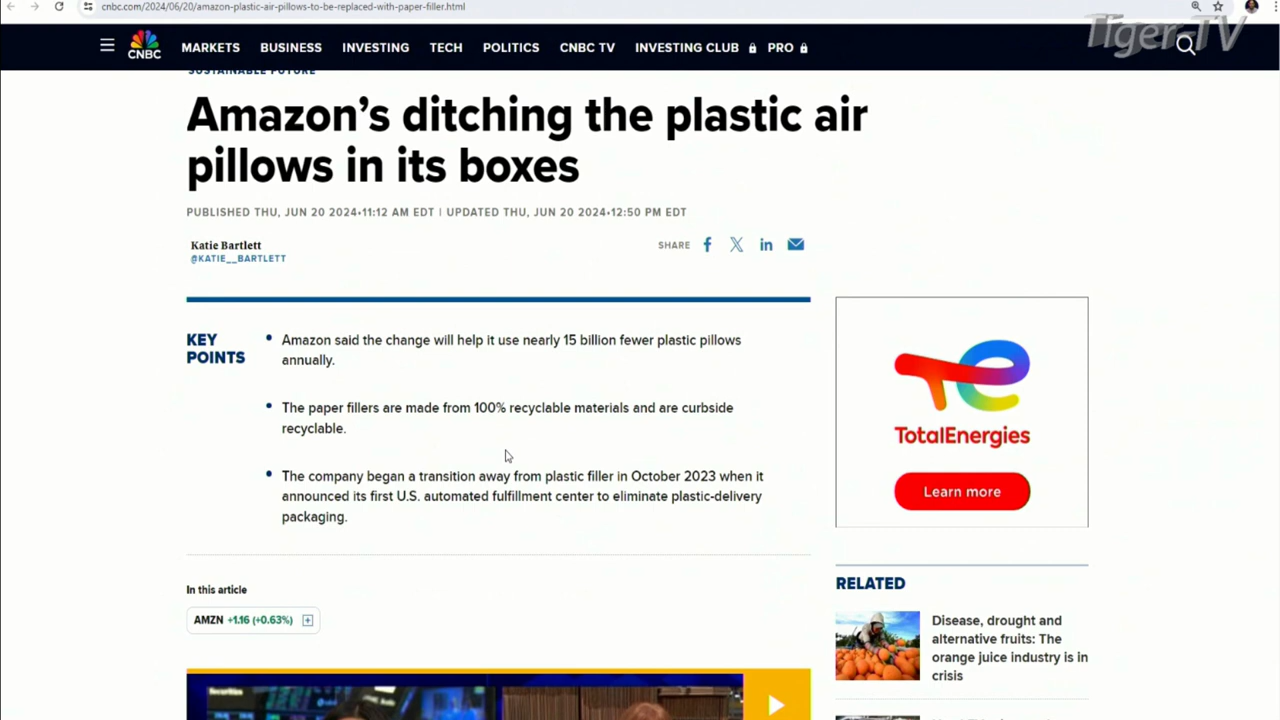 cnbc.com/2024/06/20/amazon-plastic-air-pillows-to-be-replaced-with-paper-filler.html
CNBC
MARKETS BUSINESS INVESTING TECH POLITICS CNBC TV INVESTING CLUB PRO
Tiger-TV
SUSTAINABLE FUTURE
Amazon’s ditching the plastic air
pillows in its boxes
PUBLISHED THU, JUN 20 2024•11:12 AM EDT | UPDATED THU, JUN 20 2024•12:50 PM EDT
Katie Bartlett
@KATIE__BARTLETT
SHARE
KEY
POINTS
Amazon said the change will help it use nearly 15 billion fewer plastic pillows
annually.
The paper fillers are made from 100% recyclable materials and are curbside
recyclable.
The company began a transition away from plastic filler in October 2023 when it
announced its first U.S. automated fulfillment center to eliminate plastic-delivery
packaging.
In this article
AMZN +1.16 (+0.63%)
Securities
TotalEnergies
Learn more
RELATED
Disease, drought and
alternative fruits: The
orange juice industry is in
crisis